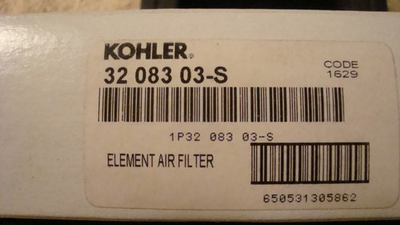 KOHLER®
32 083 03-S
CODE
1629
1P32 083 03-S
ELEMENT AIR FILTER
650531305862